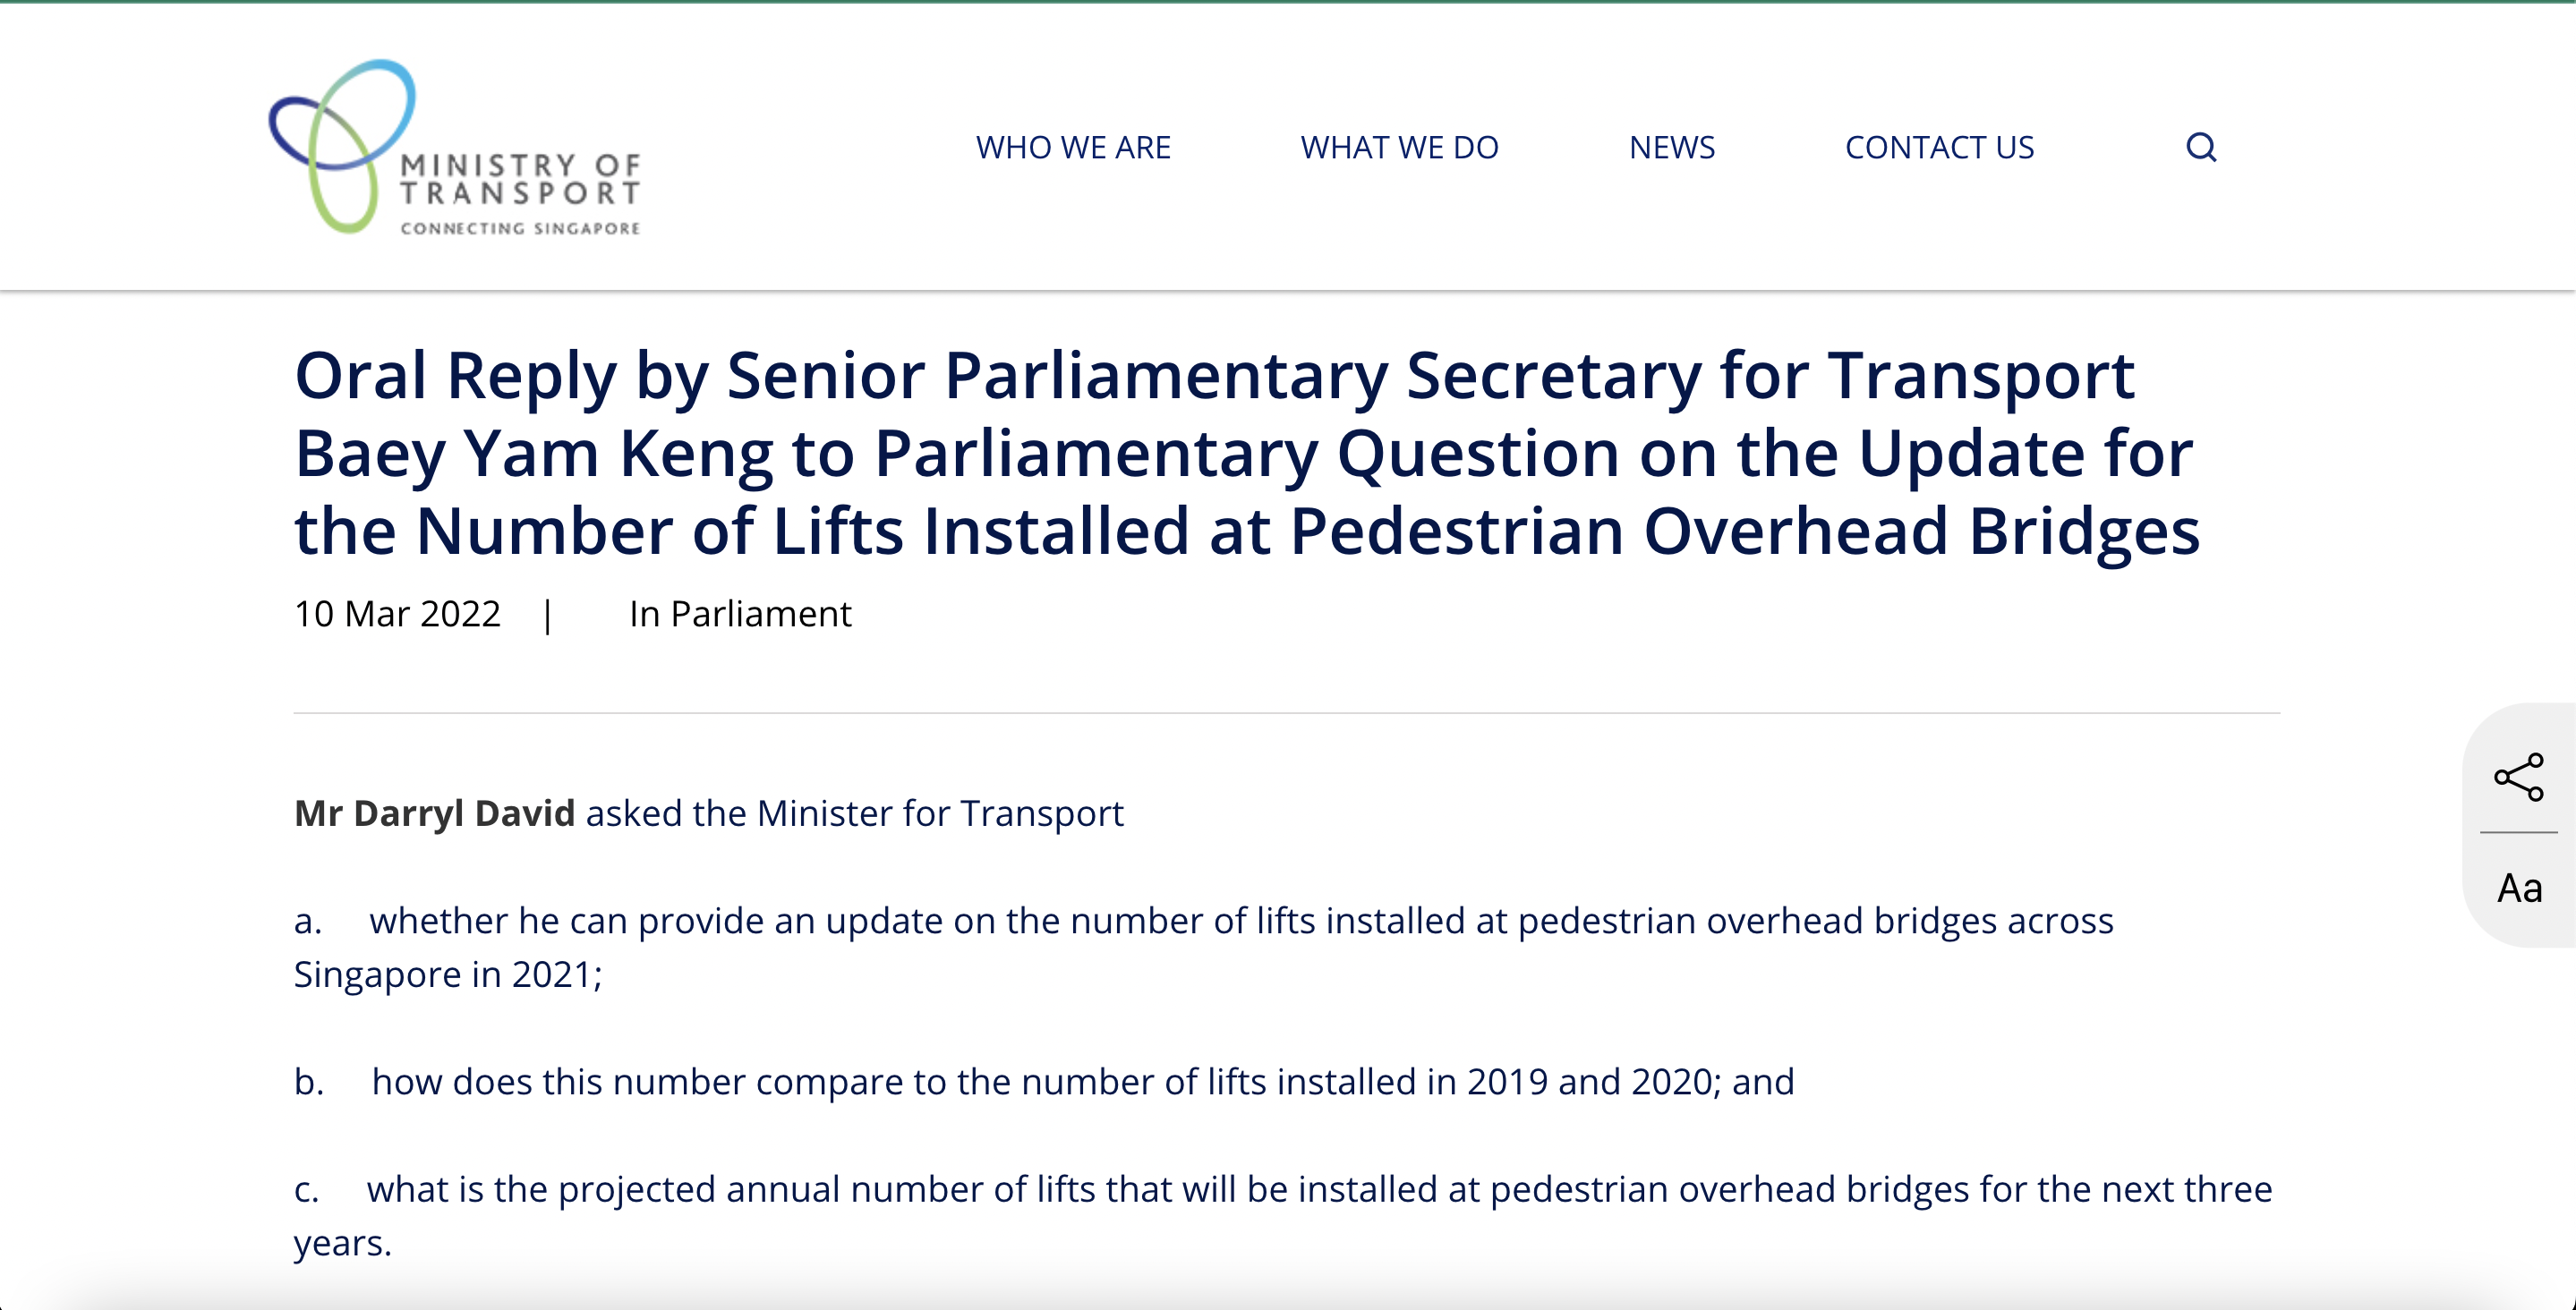 MINISTRY OF
TRANSPORT
CONNECTING SINGAPORE
WHO WE ARE
WHAT WE DO
NEWS
CONTACT US
Oral Reply by Senior Parliamentary Secretary for Transport
Baey Yam Keng to Parliamentary Question on the Update for
the Number of Lifts Installed at Pedestrian Overhead Bridges
10 Mar 2022 | In Parliament
Mr Darryl David asked the Minister for Transport
a. whether he can provide an update on the number of lifts installed at pedestrian overhead bridges across
Singapore in 2021;
b. how does this number compare to the number of lifts installed in 2019 and 2020; and
c. what is the projected annual number of lifts that will be installed at pedestrian overhead bridges for the next three
years.
Aa